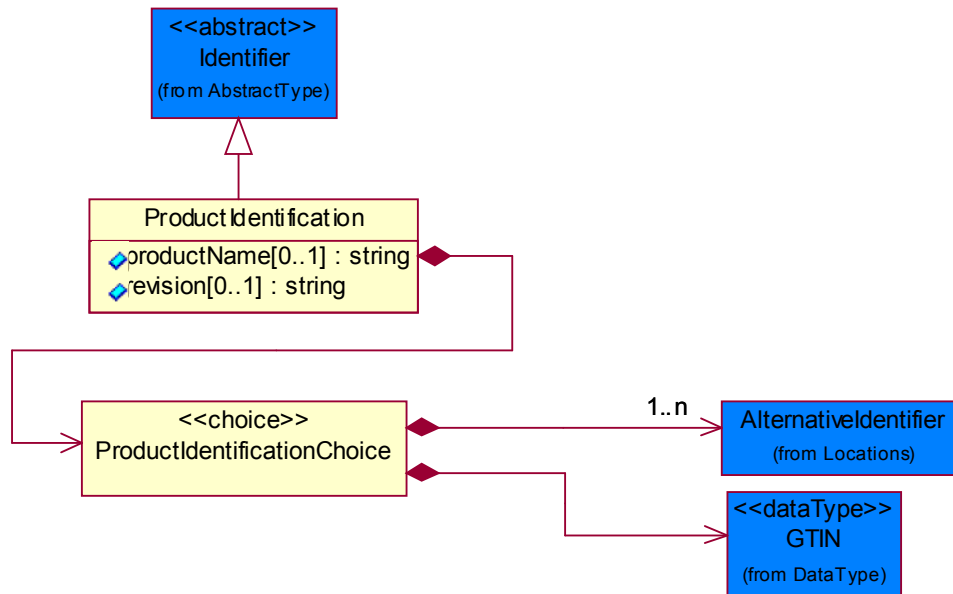 <<abstract>>
Identifier
(from AbstractType)
ProductIdentification
productName[0..1] : string
revision[0..1] : string
<<choice>>
ProductIdentificationChoice
1..n
AlternativeIdentifier
(from Locations)
<<dataType>>
GTIN
(from DataType)